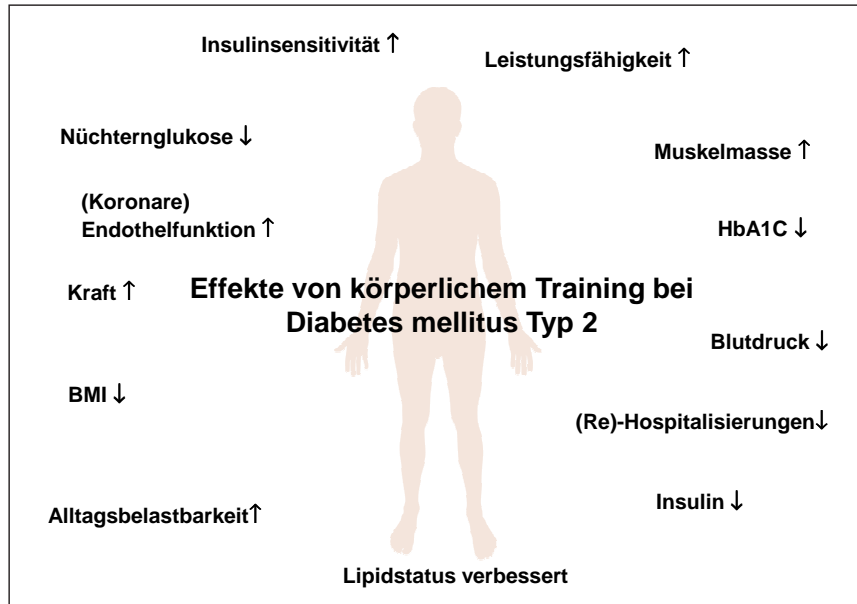 Insulinsensitivität ↑
Leistungsfähigkeit ↑
Nüchternglukose ↓
Muskelmasse ↑
(Koronare)
Endothelfunktion ↑
HbA1C ↓
Kraft ↑
Effekte von körperlichem Training bei
Diabetes mellitus Typ 2
Blutdruck ↓
BMI ↓
(Re)-Hospitalisierungen↓
Insulin ↓
Alltagsbelastbarkeit↑
Lipidstatus verbessert